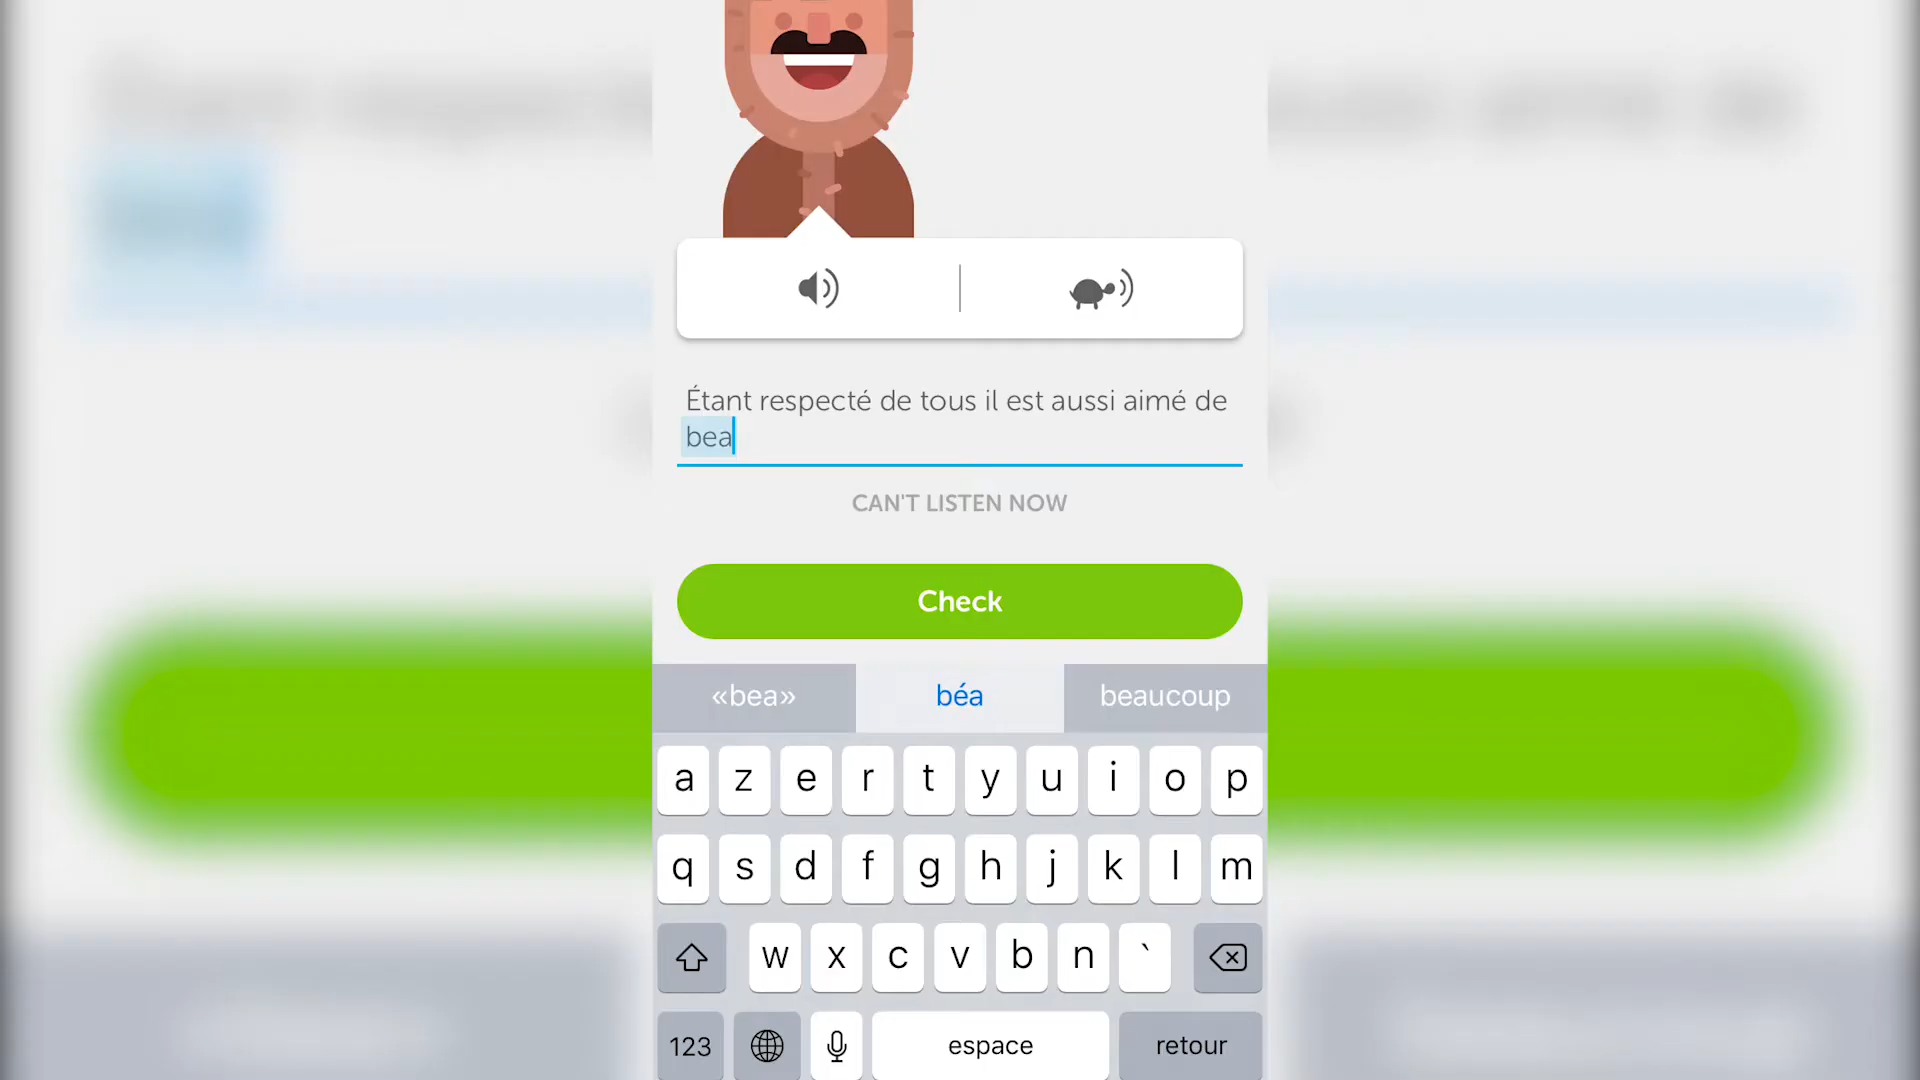 Étant respecté de tous il est aussi aimé de
bea
CAN'T LISTEN NOW
Check
«bea» béa beaucoup
a z e r t y u i o p
q s d f g h j k l m
w x c v b n `
123 espace retour